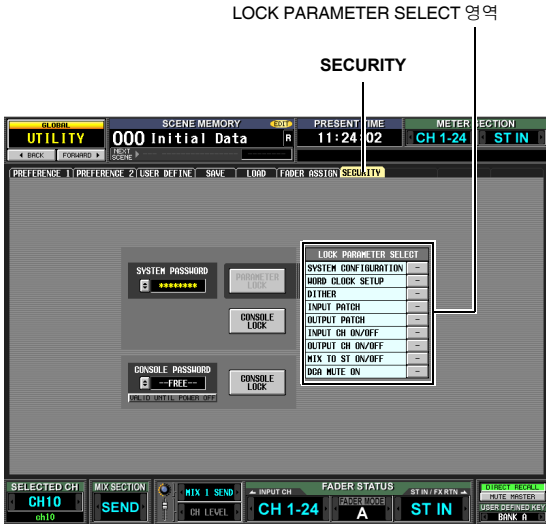 LOCK PARAMETER SELECT 영역
SECURITY
GLOBAL
UTILITY
BACK FORWARD
SCENE MEMORY EDIT
000 Initial Data R
NEXT SCENE
PRESENT TIME
11:24:02
METER SECTION
CH 1-24 ST IN
PREFERENCE 1 PREFERENCE 2 USER DEFINE SAVE LOAD FADER ASSIGN SECURITY
SYSTEM PASSWORD
********
PARAMETER LOCK
CONSOLE LOCK
LOCK PARAMETER SELECT
SYSTEM CONFIGURATION –
WORD CLOCK SETUP –
DITHER –
INPUT PATCH –
OUTPUT PATCH –
INPUT CH ON/OFF –
OUTPUT CH ON/OFF –
MIX TO ST ON/OFF –
DCA MUTE ON –
CONSOLE PASSWORD
--FREE--
VALID UNTIL POWER OFF
CONSOLE LOCK
SELECTED CH
CH10
ch10
MIX SECTION
SEND
MIX 1 SEND
CH LEVEL
INPUT CH
FADER STATUS
ST IN / FX RTN
CH 1-24
FADER MODE
A
ST IN
DIRECT RECALL
MUTE MASTER
USER DEFINED KEY
BANK A